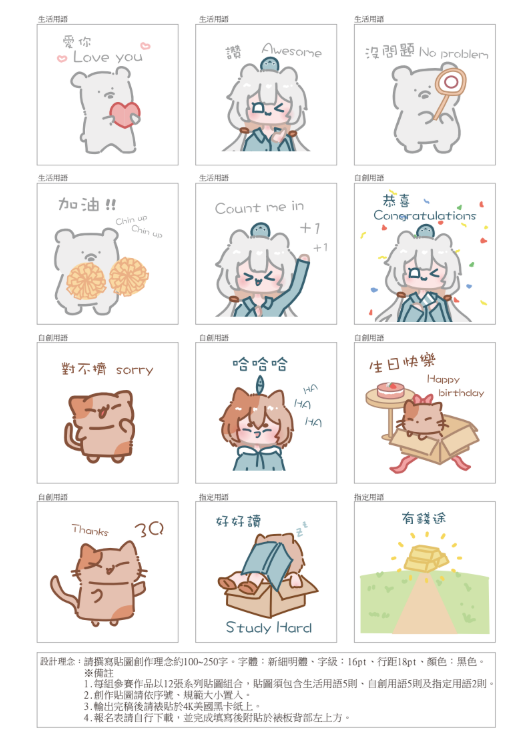 生活用語
生活用語
生活用語
愛你
Love you
讚 Awesome
沒問題 No problem
生活用語
生活用語
自創用語
加油!!
Chin up
Chin up
Count me in
+1
+1
恭喜
Congratulations
自創用語
自創用語
自創用語
對不擠 sorry
哈哈哈
HA
HA
HA
生日快樂
Happy
birthday
自創用語
指定用語
指定用語
Thanks 3Q
好好讀
z
Study Hard
有錢途
設計理念：請撰寫貼圖創作理念約100~250字。字體：新細明體、字級：16pt、行距18pt、顏色：黑色。
※備註
1.每組參賽作品以12張系列貼圖組合，貼圖須包含生活用語5則、自創用語5則及指定用語2則。
2.創作貼圖請依序號、規範大小置入。
3.輸出完稿後請裱貼於4K美國黑卡紙上。
4.報名表請自行下載，並完成填寫後附貼於裱板背部左上方。